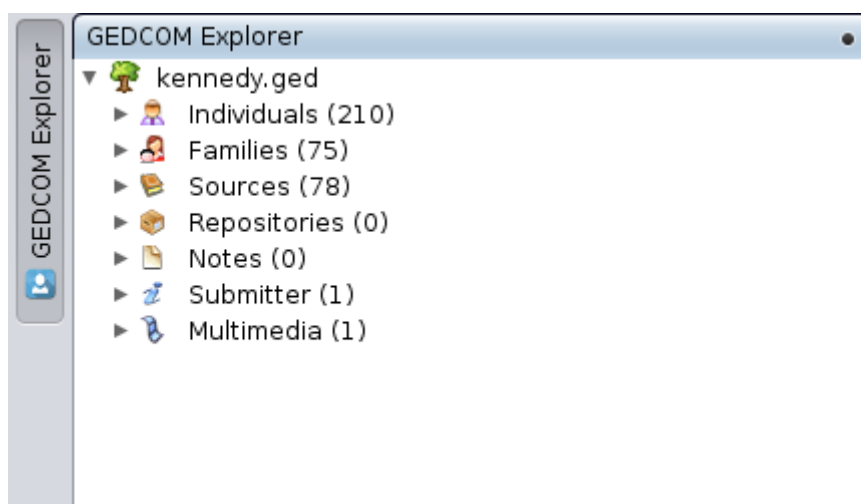 GEDCOM Explorer
GEDCOM Explorer
kennedy.ged
Individuals (210)
Families (75)
Sources (78)
Repositories (0)
Notes (0)
Submitter (1)
Multimedia (1)